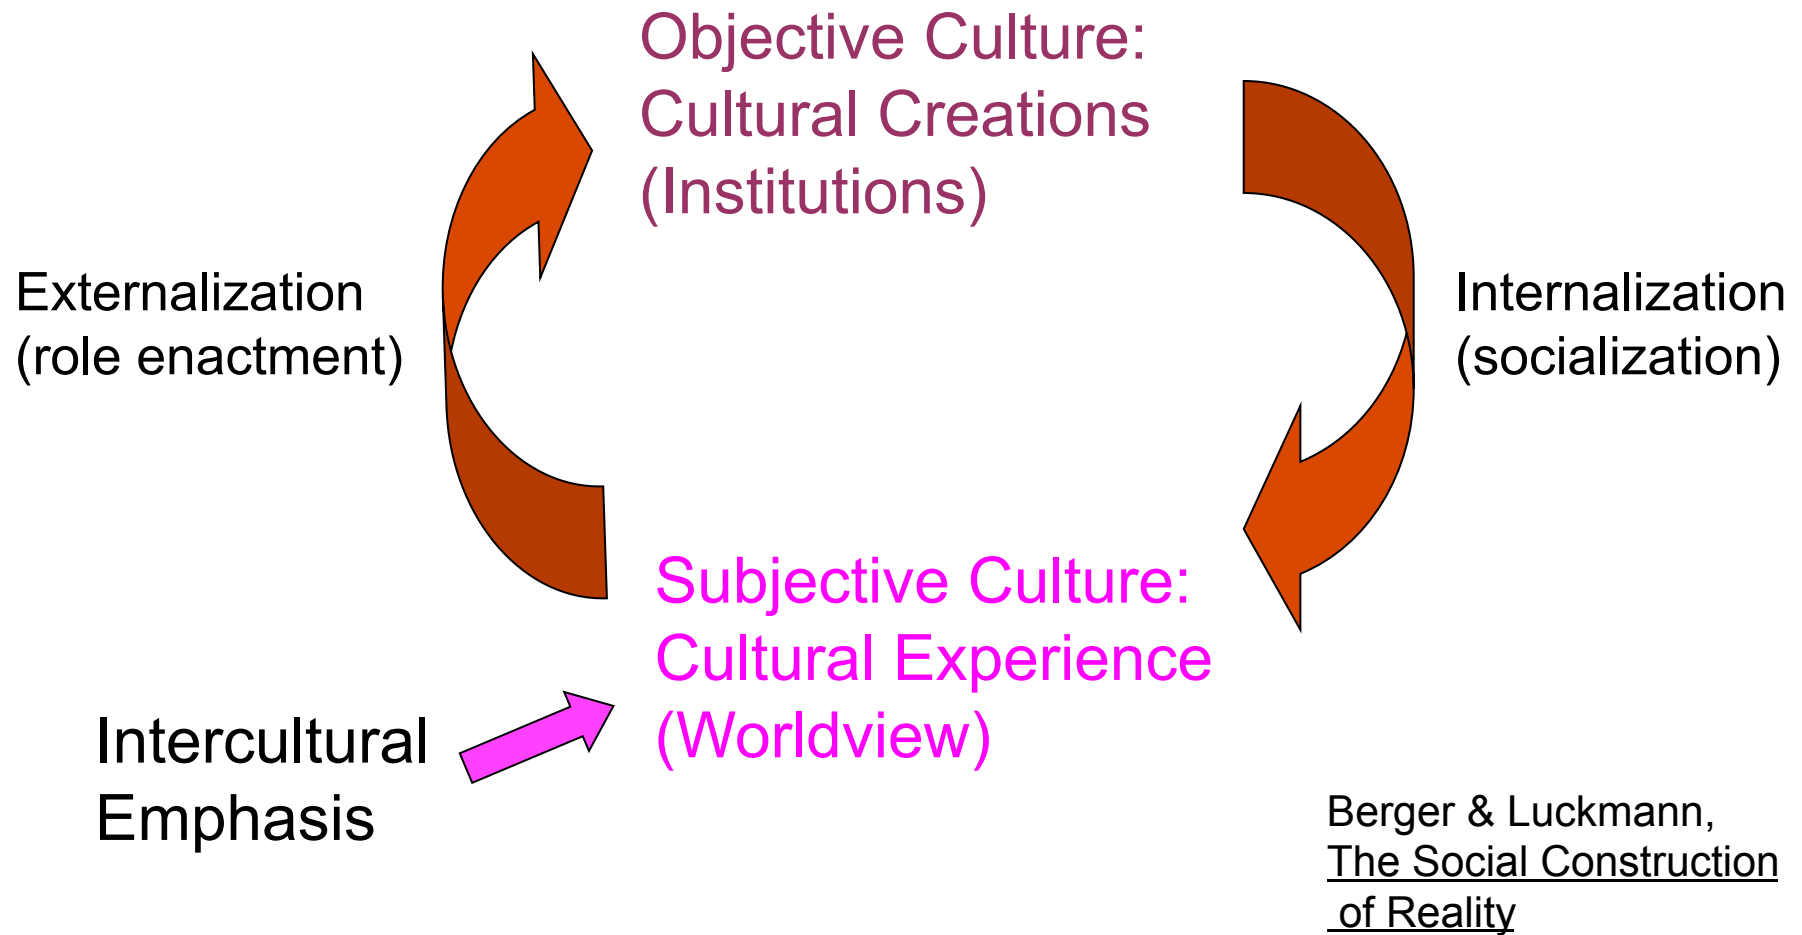 Objective Culture:
Cultural Creations
(Institutions)
Externalization
(role enactment)
Internalization
(socialization)
Subjective Culture:
Cultural Experience
(Worldview)
Intercultural
Emphasis
Berger & Luckmann,
The Social Construction
of Reality